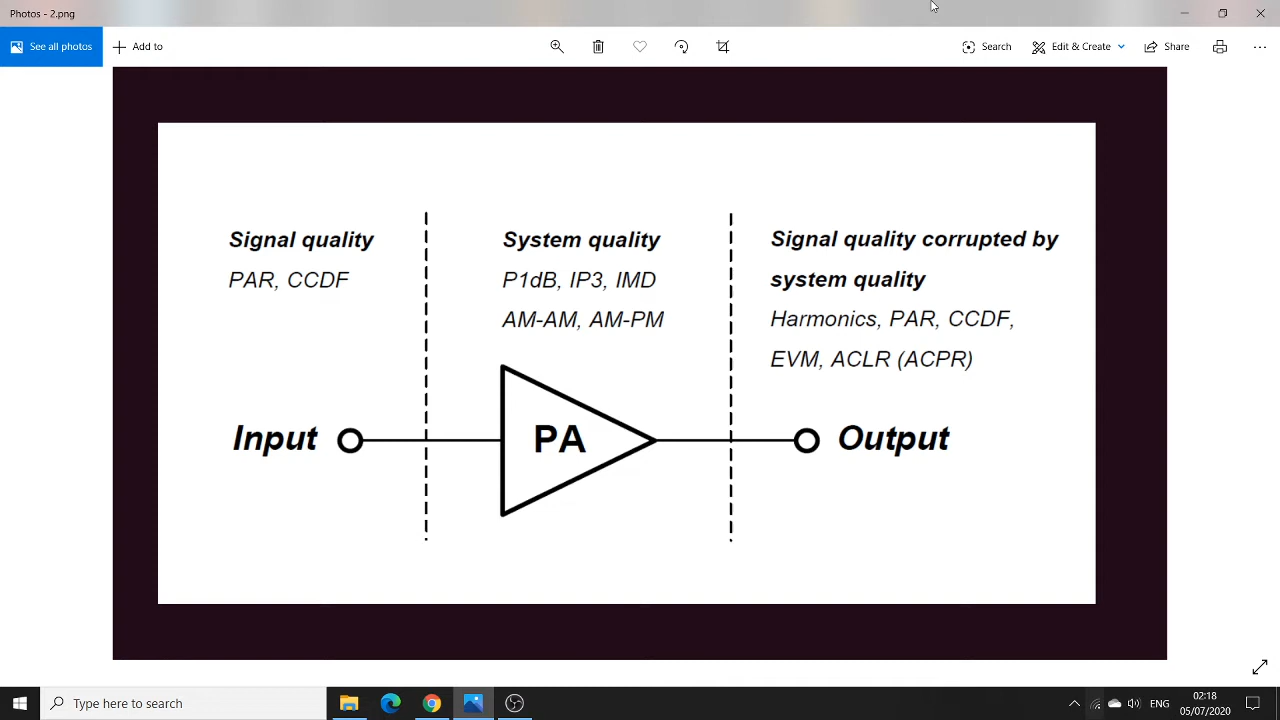 Photos - 2.png
See all photos
Add to
Search
Edit & Create
Share
Signal quality
PAR, CCDF
System quality
P1dB, IP3, IMD
AM-AM, AM-PM
Signal quality corrupted by
system quality
Harmonics, PAR, CCDF,
EVM, ACLR (ACPR)
Input
PA
Output
Type here to search
ENG
02:18
05/07/2020